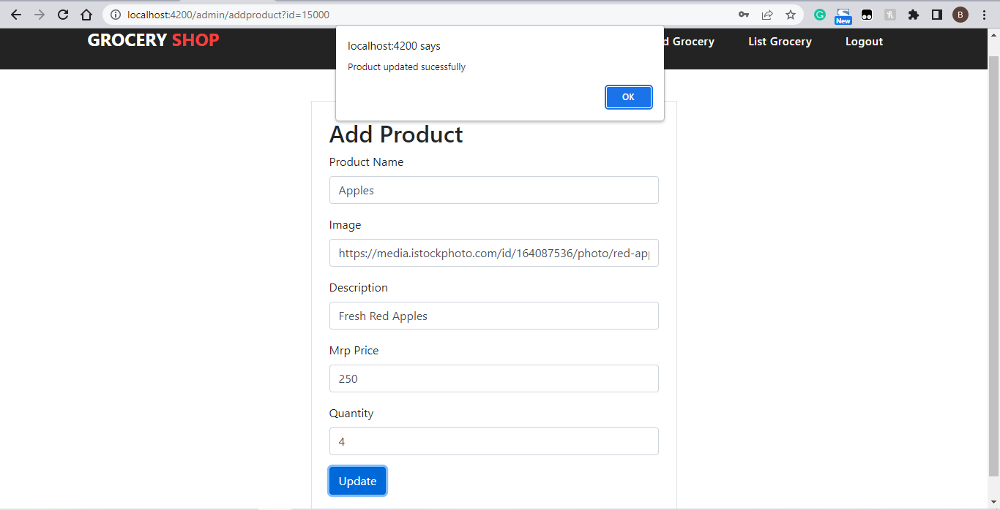 localhost:4200/admin/addproduct?id=15000
New
B
GROCERY SHOP
d Grocery
List Grocery
Logout
localhost:4200 says
Product updated sucessfully
OK
Add Product
Product Name
Apples
Image
https://media.istockphoto.com/id/164087536/photo/red-app
Description
Fresh Red Apples
Mrp Price
250
Quantity
4
Update